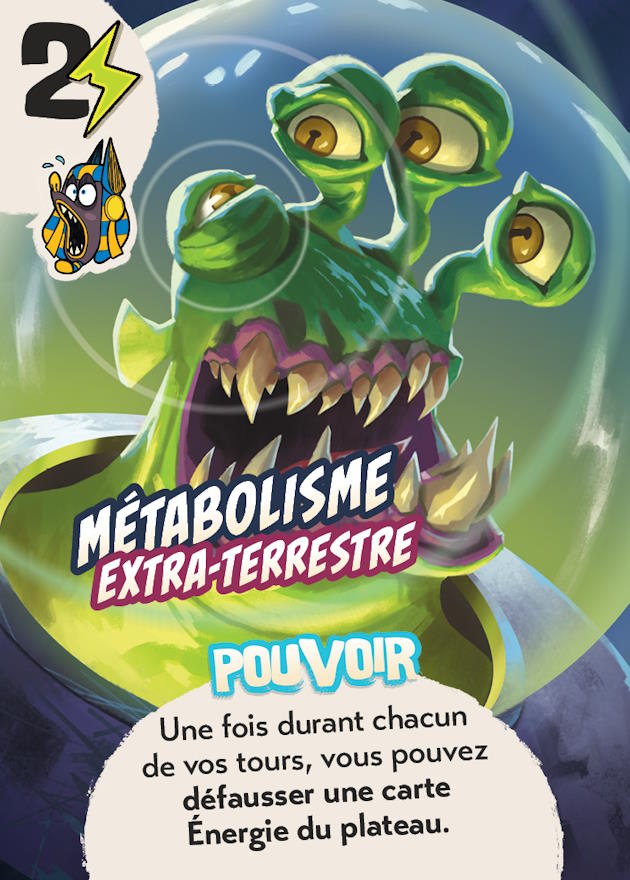 2
MÉTABOLISME
EXTRA-TERRESTRE
POUVOIR
Une fois durant chacun
de vos tours, vous pouvez
défausser une carte
Énergie du plateau.